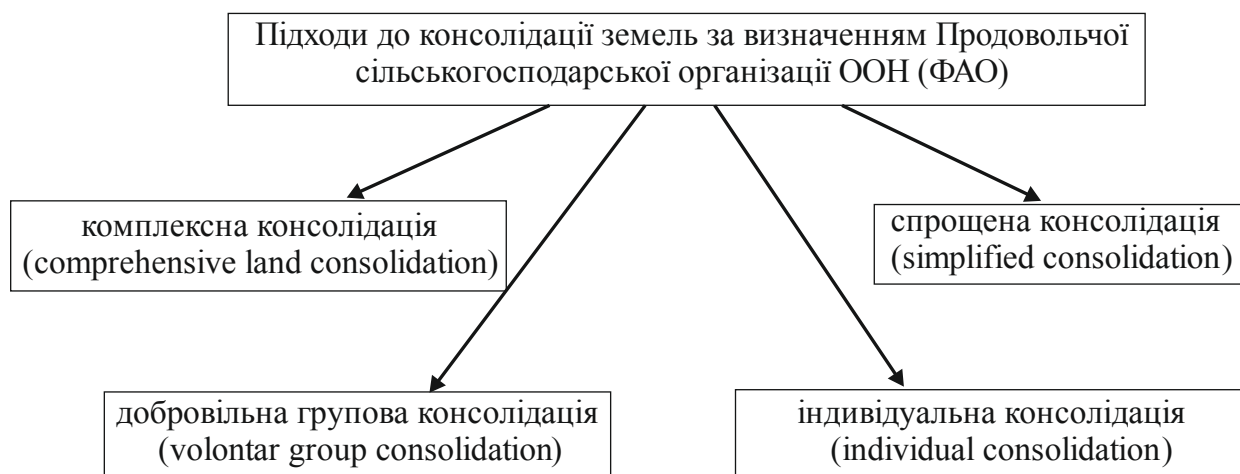 Підходи до консолідації земель за визначенням Продовольчої
сільськогосподарської організації ООН (ФАО)
комплексна консолідація
(comprehensive land consolidation)
спрощена консолідація
(simplified consolidation)
добровільна групова консолідація
(volontar group consolidation)
індивідуальна консолідація
(individual consolidation)